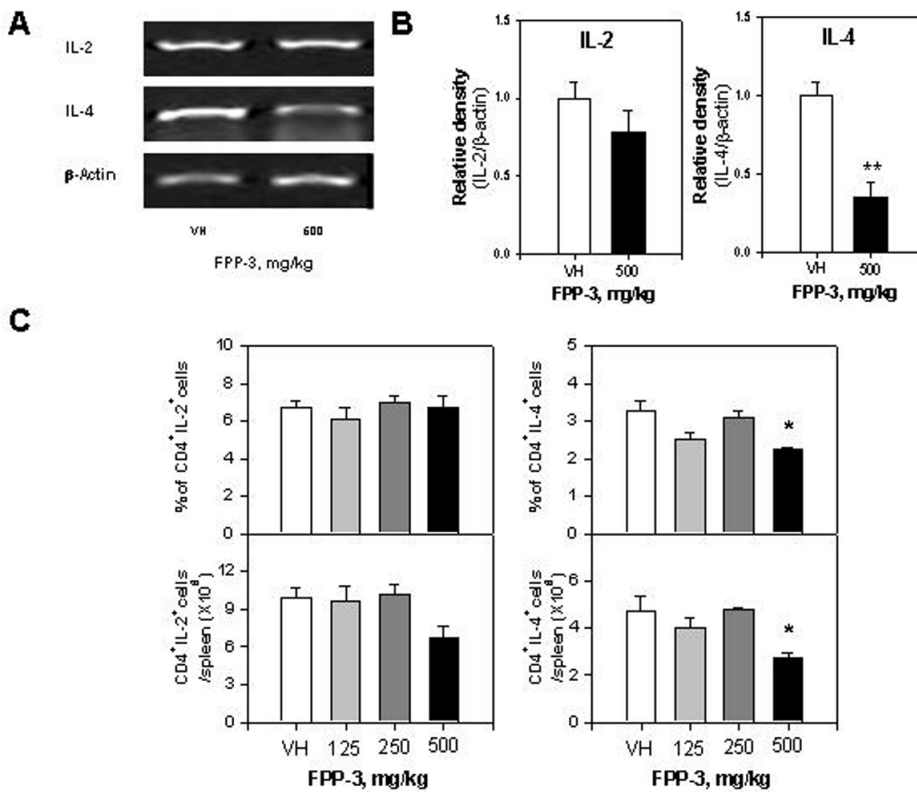 A
IL-2
IL-4
β-Actin
VH 600
FPP-3, mg/kg
B
IL-2
Relative density
(IL-2/β-actin)
1.5
1.0
0.5
0.0
VH 500
FPP-3, mg/kg
IL-4
Relative density
(IL-4/β-actin)
1.5
1.0
0.5
0.0
**
VH 500
FPP-3, mg/kg
C
% of CD4+IL-2+cells
10
8
6
4
2
0
% of CD4+IL-4+cells
5
4
3
2
1
0
*
CD4+IL-2+cells
/spleen (X10⁶)
12
9
6
3
0
VH 125 250 500
FPP-3, mg/kg
CD4+IL-4+cells
/spleen (X10⁶)
6
4
2
0
*
VH 125 250 500
FPP-3, mg/kg